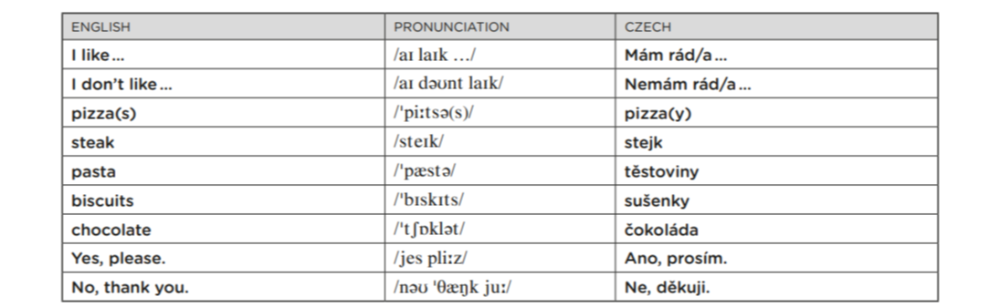 ENGLISH PRONUNCIATION CZECH
I like... /aɪ laɪk .../ Mám rád/a...
I don't like... /aɪ dəʊnt laɪk/ Nemám rád/a...
pizza(s) /ˈpiːtsə(s)/ pizza(y)
steak /steɪk/ stejk
pasta /ˈpæstə/ těstoviny
biscuits /ˈbɪskɪts/ sušenky
chocolate /ˈtʃɒklət/ čokoláda
Yes, please. /jes pliːz/ Ano, prosím.
No, thank you. /nəʊ ˈθæŋk juː/ Ne, děkuji.